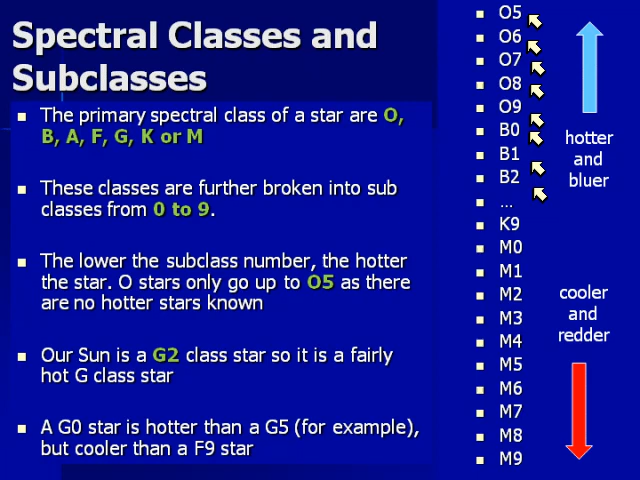 Spectral Classes and
Subclasses
The primary spectral class of a star are O,
B, A, F, G, K or M
These classes are further broken into sub
classes from 0 to 9.
The lower the subclass number, the hotter
the star. O stars only go up to O5 as there
are no hotter stars known
Our Sun is a G2 class star so it is a fairly
hot G class star
A G0 star is hotter than a G5 (for example),
but cooler than a F9 star
O5
O6
O7
O8
O9
B0
B1
B2
...
K9
M0
M1
M2
M3
M4
M5
M6
M7
M8
M9
hotter
and
bluer
cooler
and
redder